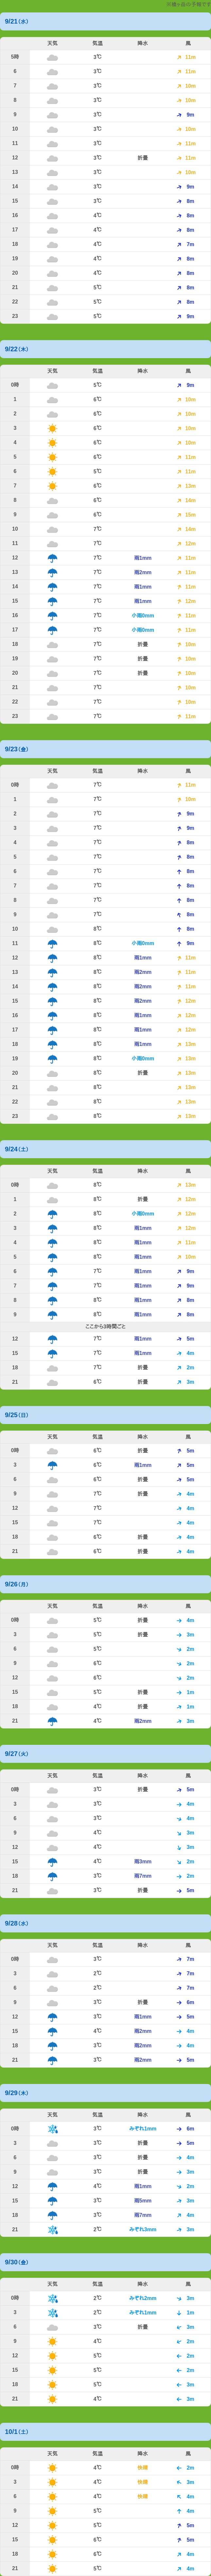 9/21(水)
天気 気温 降水 風
5時 3℃ 11m
6 3℃ 11m
7 3℃ 10m
8 3℃ 10m
9 3℃ 9m
10 3℃ 10m
11 3℃ 11m
12 3℃ 折畳 11m
13 3℃ 10m
14 3℃ 9m
15 3℃ 8m
16 4℃ 8m
17 4℃ 8m
18 4℃ 7m
19 4℃ 8m
20 4℃ 8m
21 5℃ 8m
22 5℃ 8m
23 5℃ 9m
9/22(木)
天気 気温 降水 風
0時 5℃ 9m
1 6℃ 10m
2 6℃ 10m
3 6℃ 10m
4 6℃ 10m
5 6℃ 11m
6 5℃ 11m
7 6℃ 13m
8 6℃ 14m
9 6℃ 15m
10 7℃ 14m
11 7℃ 12m
12 7℃ 雨1mm 11m
13 7℃ 雨2mm 11m
14 7℃ 雨1mm 11m
15 7℃ 雨1mm 12m
16 7℃ 小雨0mm 11m
17 7℃ 小雨0mm 11m
18 7℃ 折畳 10m
19 7℃ 折畳 10m
20 7℃ 折畳 10m
21 7℃ 10m
22 7℃ 10m
23 7℃ 11m
9/23(金)
天気 気温 降水 風
0時 7℃ 11m
1 7℃ 10m
2 7℃ 9m
3 7℃ 9m
4 7℃ 8m
5 7℃ 8m
6 7℃ 8m
7 7℃ 8m
8 7℃ 8m
9 7℃ 8m
10 8℃ 8m
11 8℃ 小雨0mm 9m
12 8℃ 雨1mm 11m
13 8℃ 雨2mm 11m
14 8℃ 雨2mm 11m
15 8℃ 雨2mm 12m
16 8℃ 雨1mm 12m
17 8℃ 雨1mm 12m
18 8℃ 雨1mm 13m
19 8℃ 小雨0mm 13m
20 8℃ 折畳 13m
21 8℃ 13m
22 8℃ 13m
23 8℃ 13m
9/24(土)
天気 気温 降水 風
0時 8℃ 13m
1 8℃ 折畳 12m
2 8℃ 小雨0mm 12m
3 8℃ 雨1mm 12m
4 8℃ 雨1mm 11m
5 8℃ 雨1mm 10m
6 7℃ 雨1mm 9m
7 7℃ 雨1mm 9m
8 7℃ 雨1mm 8m
9 7℃ 雨1mm 8m
ここから3時間ごと
12 7℃ 雨1mm 5m
15 7℃ 雨1mm 4m
18 7℃ 折畳 2m
21 6℃ 折畳 3m
9/25(日)
天気 気温 降水 風
0時 6℃ 折畳 5m
3 6℃ 雨1mm 5m
6 6℃ 折畳 5m
9 7℃ 折畳 4m
12 7℃ 4m
15 7℃ 4m
18 6℃ 折畳 4m
21 6℃ 折畳 4m
9/26(月)
天気 気温 降水 風
0時 5℃ 折畳 4m
3 5℃ 折畳 3m
6 5℃ 2m
9 6℃ 2m
12 6℃ 2m
15 5℃ 折畳 1m
18 4℃ 折畳 1m
21 4℃ 雨2mm 3m
9/27(火)
天気 気温 降水 風
0時 3℃ 折畳 5m
3 3℃ 4m
6 3℃ 4m
9 4℃ 3m
12 4℃ 3m
15 4℃ 雨3mm 2m
18 3℃ 雨7mm 2m
21 3℃ 折畳 5m
9/28(水)
天気 気温 降水 風
0時 3℃ 7m
3 2℃ 7m
6 2℃ 7m
9 3℃ 折畳 6m
12 3℃ 雨1mm 5m
15 4℃ 雨2mm 4m
18 3℃ 雨2mm 4m
21 3℃ 雨2mm 5m
9/29(木)
天気 気温 降水 風
0時 3℃ みぞれ1mm 6m
3 3℃ 折畳 5m
6 3℃ 折畳 4m
9 3℃ 折畳 3m
12 4℃ 雨1mm 2m
15 3℃ 雨5mm 3m
18 3℃ 雨7mm 4m
21 2℃ みぞれ3mm 3m
9/30(金)
天気 気温 降水 風
0時 2℃ みぞれ2mm 3m
3 2℃ みぞれ1mm 1m
6 3℃ 折畳 3m
9 4℃ 2m
12 5℃ 2m
15 5℃ 2m
18 5℃ 3m
21 4℃ 3m
10/1(土)
天気 気温 降水 風
0時 4℃ 快晴 2m
3 4℃ 快晴 3m
6 4℃ 快晴 4m
9 5℃ 4m
12 5℃ 5m
15 6℃ 5m
18 6℃ 4m
21 6℃ 4m